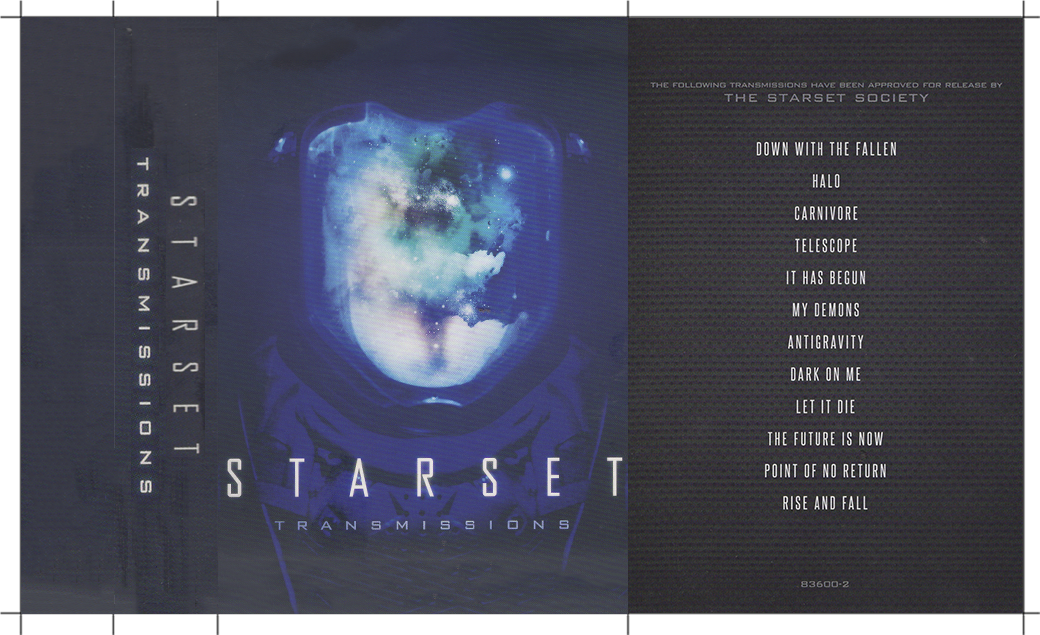 TRANSMISSIONS
STARSET
STARSET
TRANSMISSIONS
THE FOLLOWING TRANSMISSIONS HAVE BEEN APPROVED FOR RELEASE BY
THE STARSET SOCIETY
DOWN WITH THE FALLEN
HALO
CARNIVORE
TELESCOPE
IT HAS BEGUN
MY DEMONS
ANTIGRAVITY
DARK ON ME
LET IT DIE
THE FUTURE IS NOW
POINT OF NO RETURN
RISE AND FALL
B3600-2